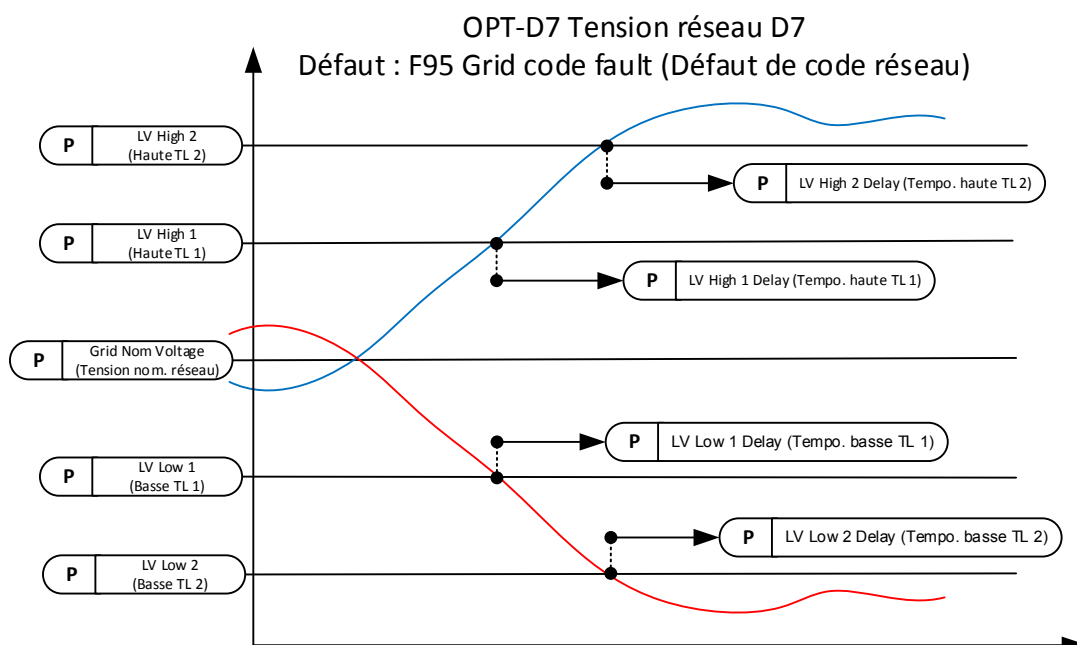 OPT-D7 Tension réseau D7
Défaut : F95 Grid code fault (Défaut de code réseau)
P
LV High 2
(Haute TL 2)
P
LV High 2 Delay (Tempo. haute TL 2)
P
LV High 1
(Haute TL 1)
P
LV High 1 Delay (Tempo. haute TL 1)
P
Grid Nom Voltage
(Tension nom. réseau)
P
LV Low 1 Delay (Tempo. basse TL 1)
P
LV Low 1
(Basse TL 1)
P
LV Low 2 Delay (Tempo. basse TL 2)
P
LV Low 2
(Basse TL 2)